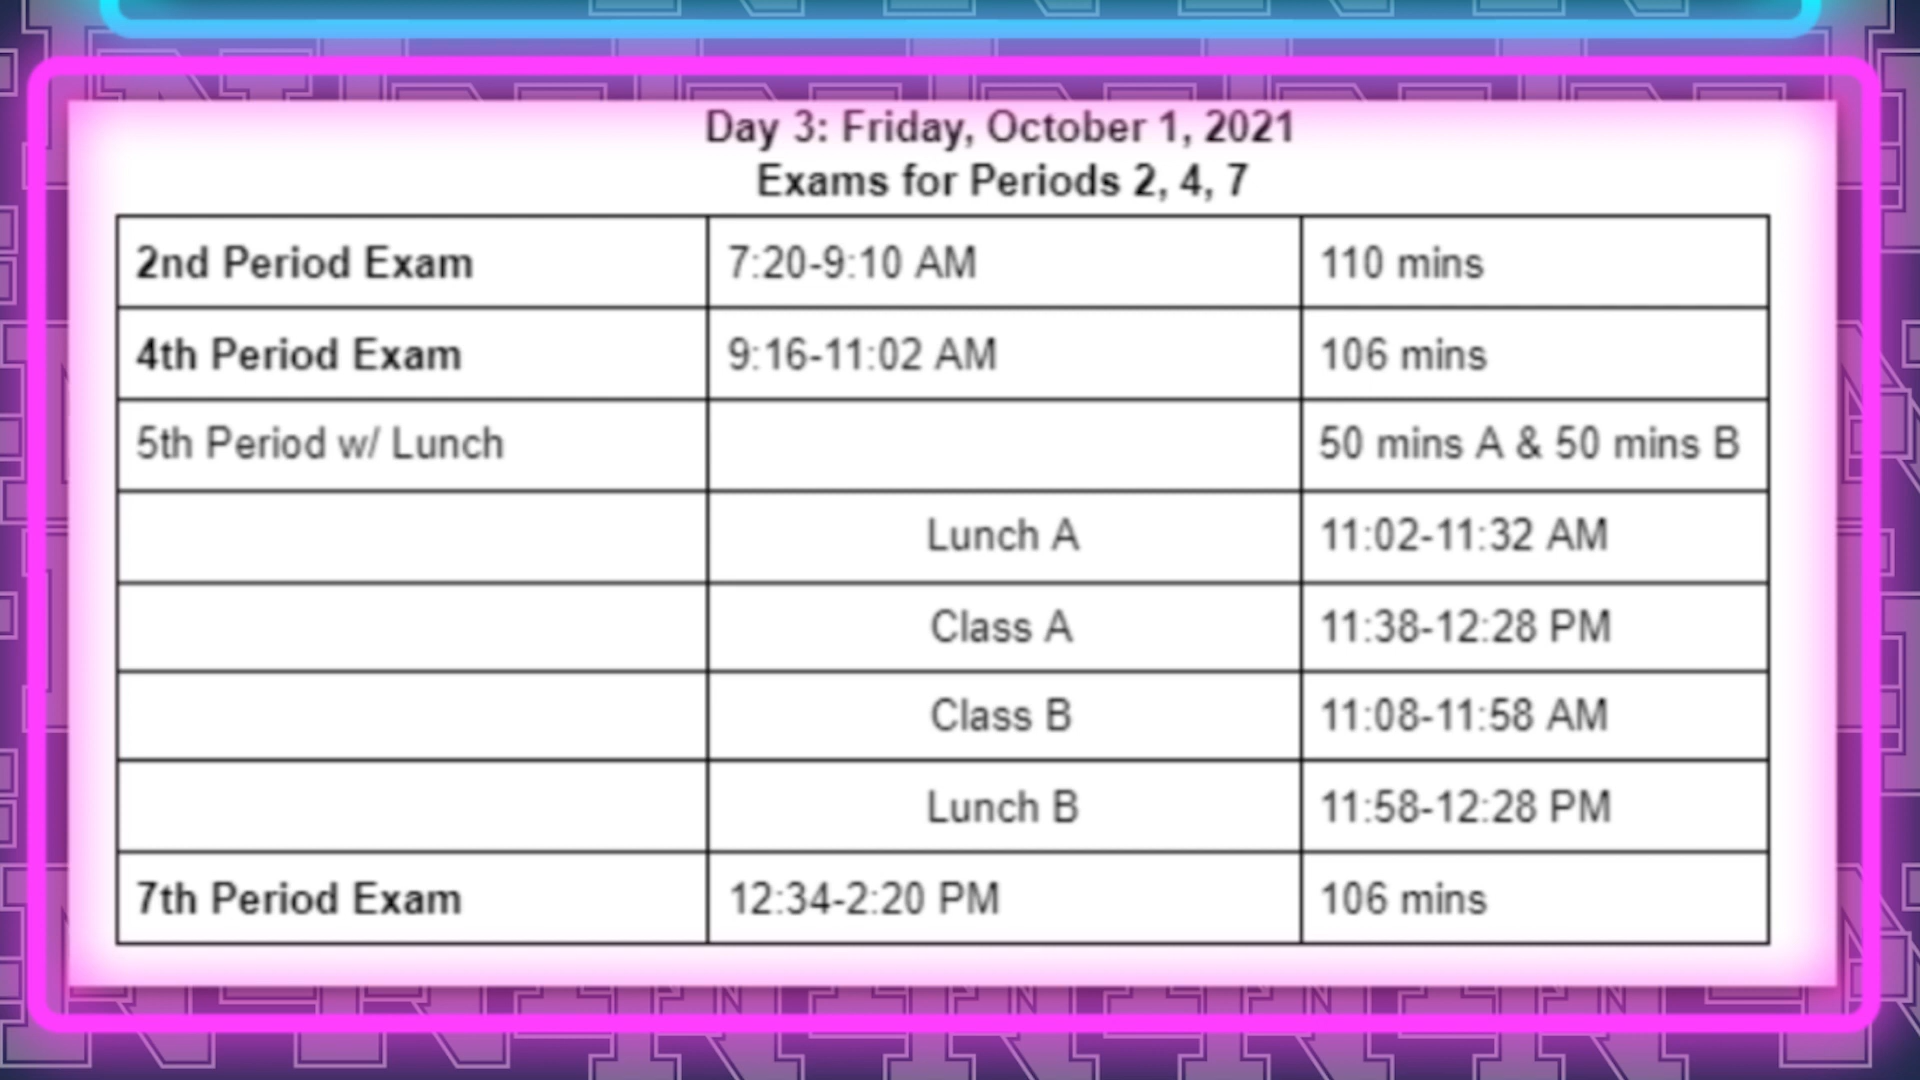 Day 3: Friday, October 1, 2021
Exams for Periods 2, 4, 7
2nd Period Exam 7:20-9:10 AM 110 mins
4th Period Exam 9:16-11:02 AM 106 mins
5th Period w/ Lunch 50 mins A & 50 mins B
Lunch A 11:02-11:32 AM
Class A 11:38-12:28 PM
Class B 11:08-11:58 AM
Lunch B 11:58-12:28 PM
7th Period Exam 12:34-2:20 PM 106 mins